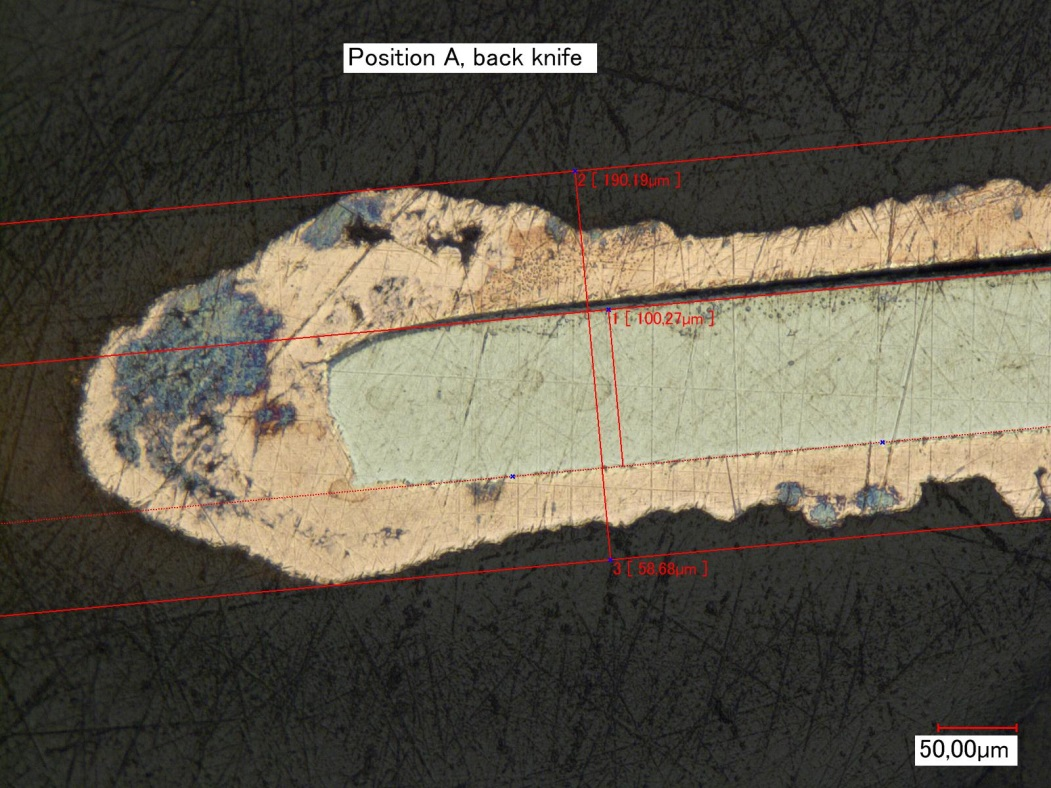 Position A, back knife
2 [ 190,19µm ]
1 [ 100,27µm ]
3 [ 58,68µm ]
50,00µm